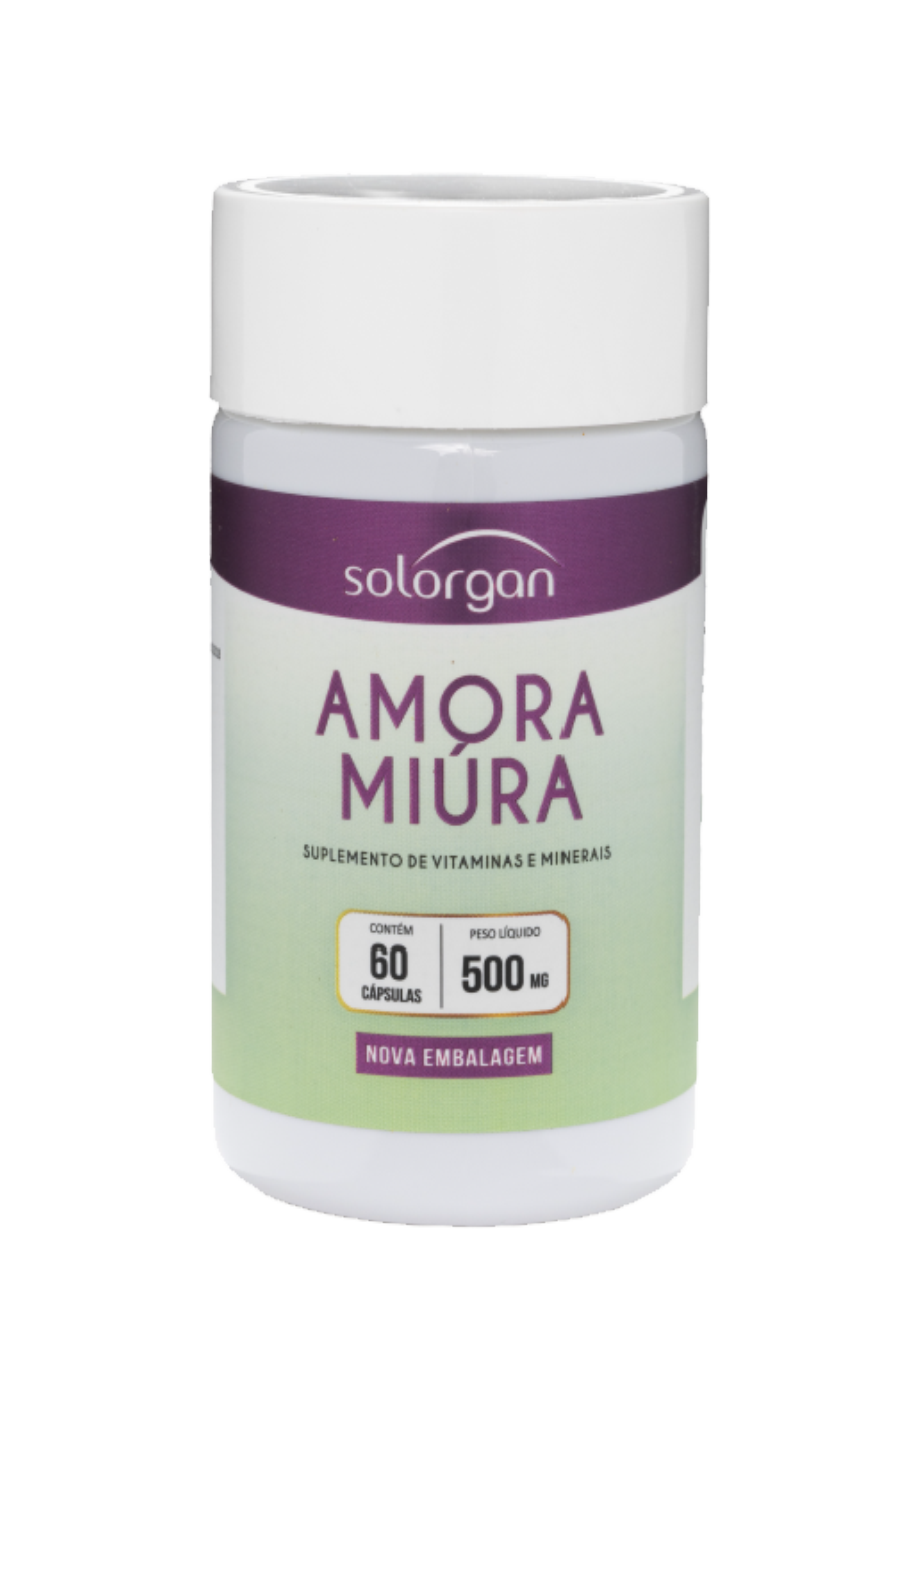 solorgan
AMORA
MIÚRA
SUPLEMENTO DE VITAMINAS E MINERAIS
CONTÉM
60
CÁPSULAS
PESO LÍQUIDO
500 MG
NOVA EMBALAGEM